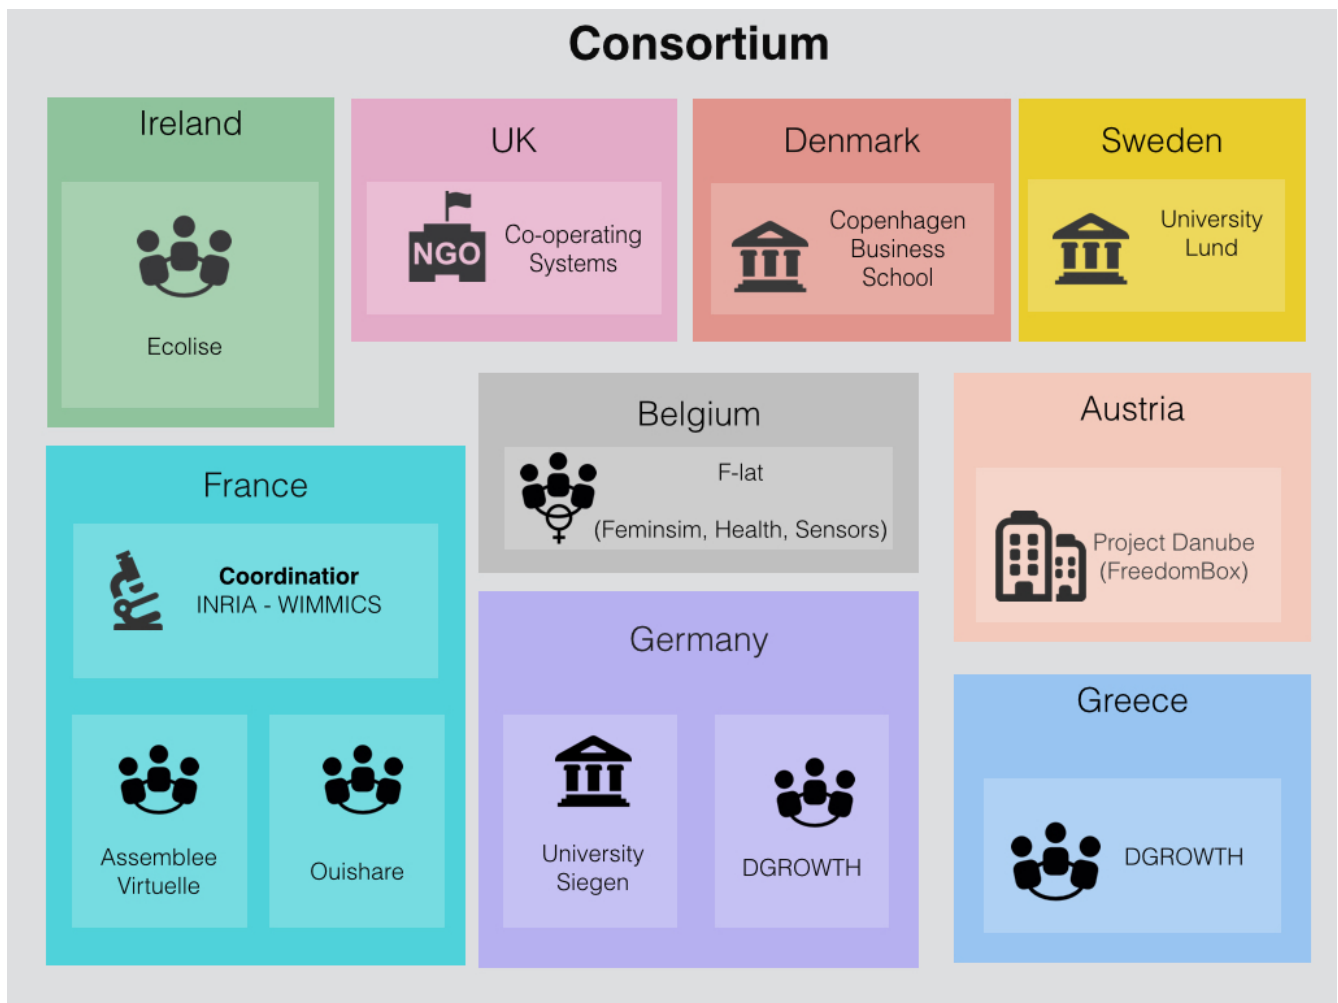 Consortium
Ireland
Ecolise
UK
NGO
Co-operating
Systems
Denmark
Copenhagen
Business
School
Sweden
University
Lund
Belgium
F-lat
(Feminsim, Health, Sensors)
Austria
Project Danube
(FreedomBox)
France
Coordinatior
INRIA - WIMMICS
Assemblee
Virtuelle
Ouishare
Germany
University
Siegen
DGROWTH
Greece
DGROWTH